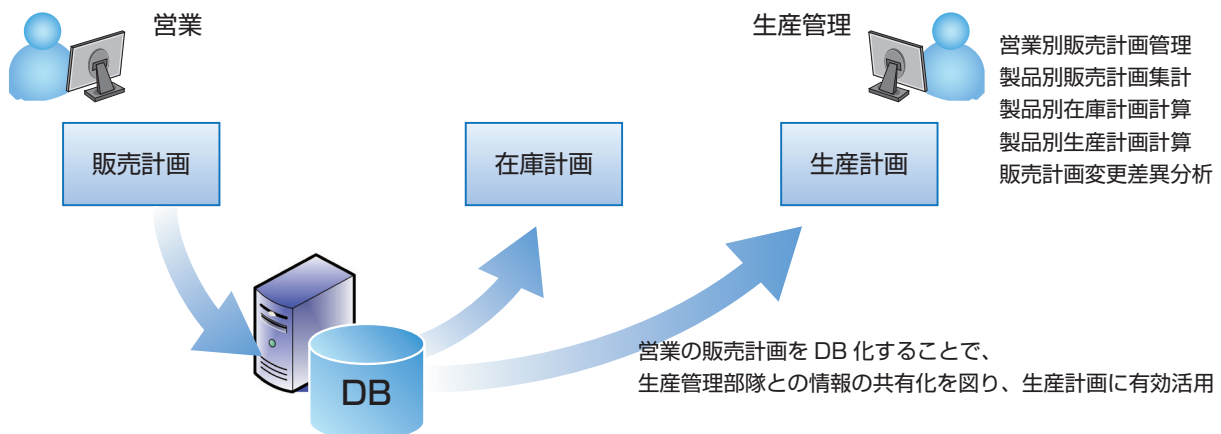 営業
生産管理
営業別販売計画管理
製品別販売計画集計
製品別在庫計画計算
製品別生産計画計算
販売計画変更差異分析
販売計画
在庫計画
生産計画
DB
営業の販売計画を DB 化することで、
生産管理部隊との情報の共有化を図り、生産計画に有効活用